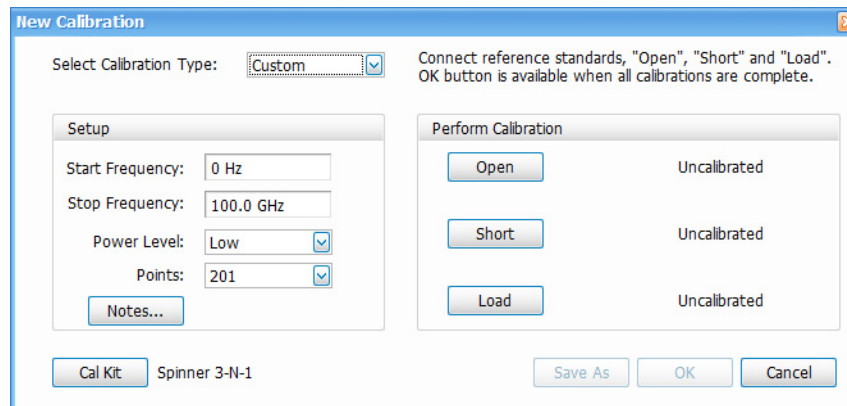 New Calibration
Select Calibration Type: Custom
Connect reference standards, "Open", "Short" and "Load".
OK button is available when all calibrations are complete.
Setup
Start Frequency: 0 Hz
Stop Frequency: 100.0 GHz
Power Level: Low
Points: 201
Notes...
Perform Calibration
Open Uncalibrated
Short Uncalibrated
Load Uncalibrated
Cal Kit Spinner 3-N-1
Save As OK Cancel